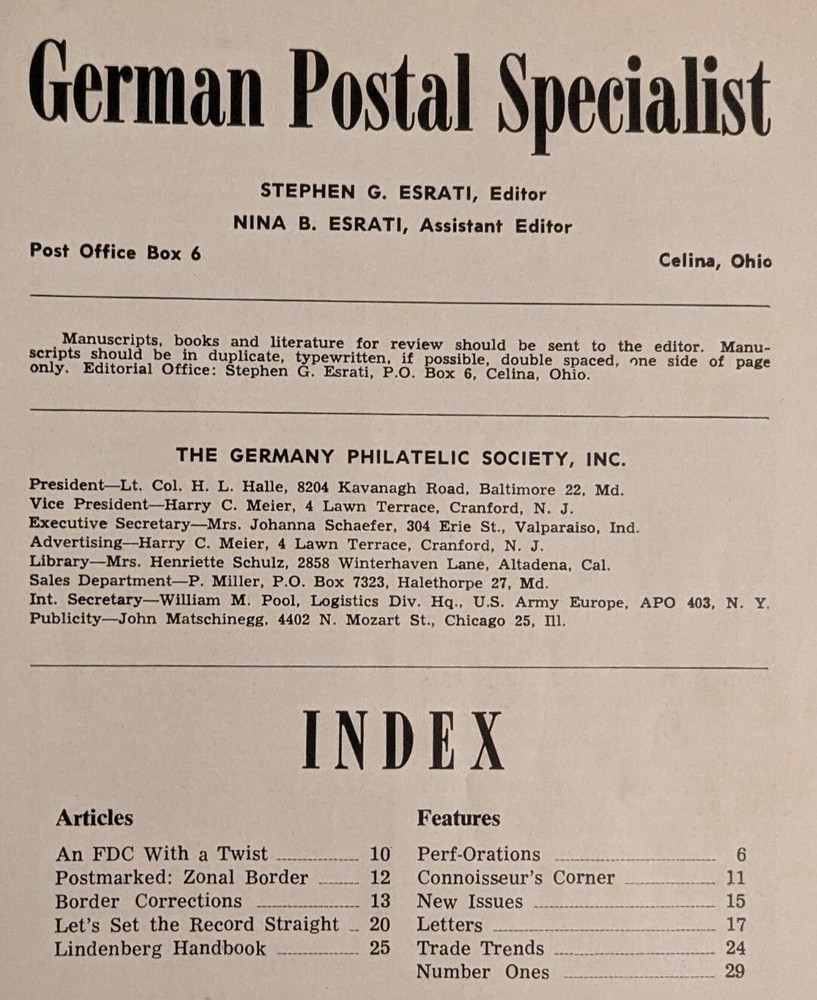 German Postal Specialist
STEPHEN G. ESRATI, Editor
NINA B. ESRATI, Assistant Editor
Post Office Box 6 Celina, Ohio
Manuscripts, books and literature for review should be sent to the editor. Manu-
scripts should be in duplicate, typewritten, if possible, double spaced, one side of page
only. Editorial Office: Stephen G. Esrati, P.O. Box 6, Celina, Ohio.
THE GERMANY PHILATELIC SOCIETY, INC.
President—Lt. Col. H. L. Halle, 8204 Kavanagh Road, Baltimore 22, Md.
Vice President—Harry C. Meier, 4 Lawn Terrace, Cranford, N. J.
Executive Secretary—Mrs. Johanna Schaefer, 304 Erie St., Valparaiso, Ind.
Advertising—Harry C. Meier, 4 Lawn Terrace, Cranford, N. J.
Library—Mrs. Henriette Schulz, 2858 Winterhaven Lane, Altadena, Cal.
Sales Department—P. Miller, P.O. Box 7323, Halethorpe 27, Md.
Int. Secretary—William M. Pool, Logistics Div. Hq., U.S. Army Europe, APO 403, N. Y.
Publicity—John Matschinegg, 4402 N. Mozart St., Chicago 25, Ill.
INDEX
Articles
An FDC With a Twist 10
Postmarked: Zonal Border 12
Border Corrections 13
Let's Set the Record Straight 20
Lindenberg Handbook 25
Features
Perf-Orations 6
Connoisseur's Corner 11
New Issues 15
Letters 17
Trade Trends 24
Number Ones 29